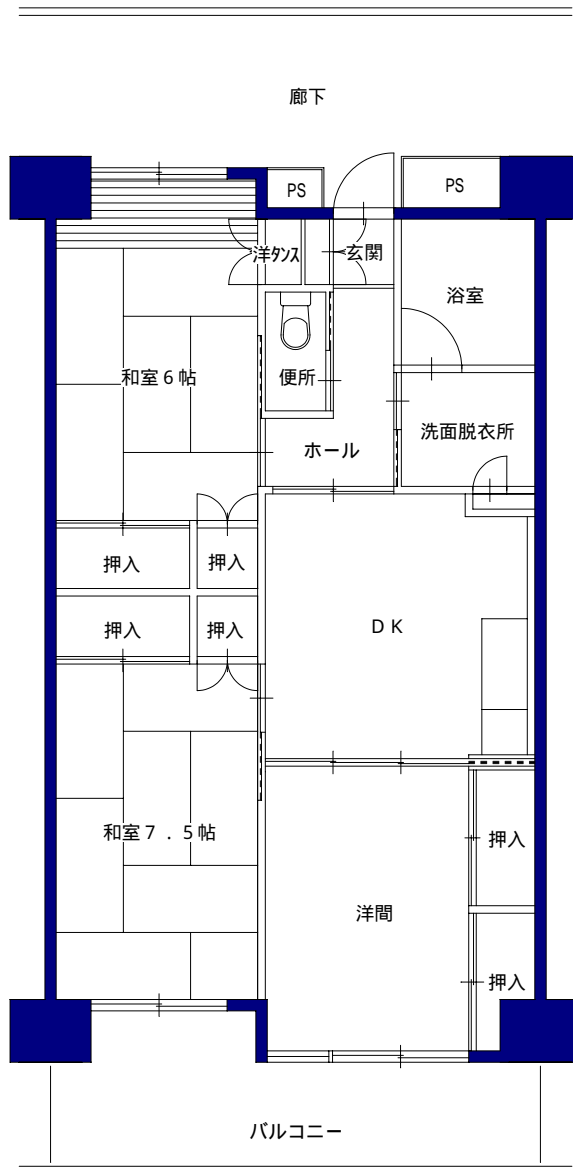 廊下
PS
PS
洋ﾀﾝｽ
玄関
浴室
和室６帖
便所
洗面脱衣所
ホール
押入
押入
押入
押入
ＤＫ
和室７．５帖
押入
洋間
押入
バルコニー